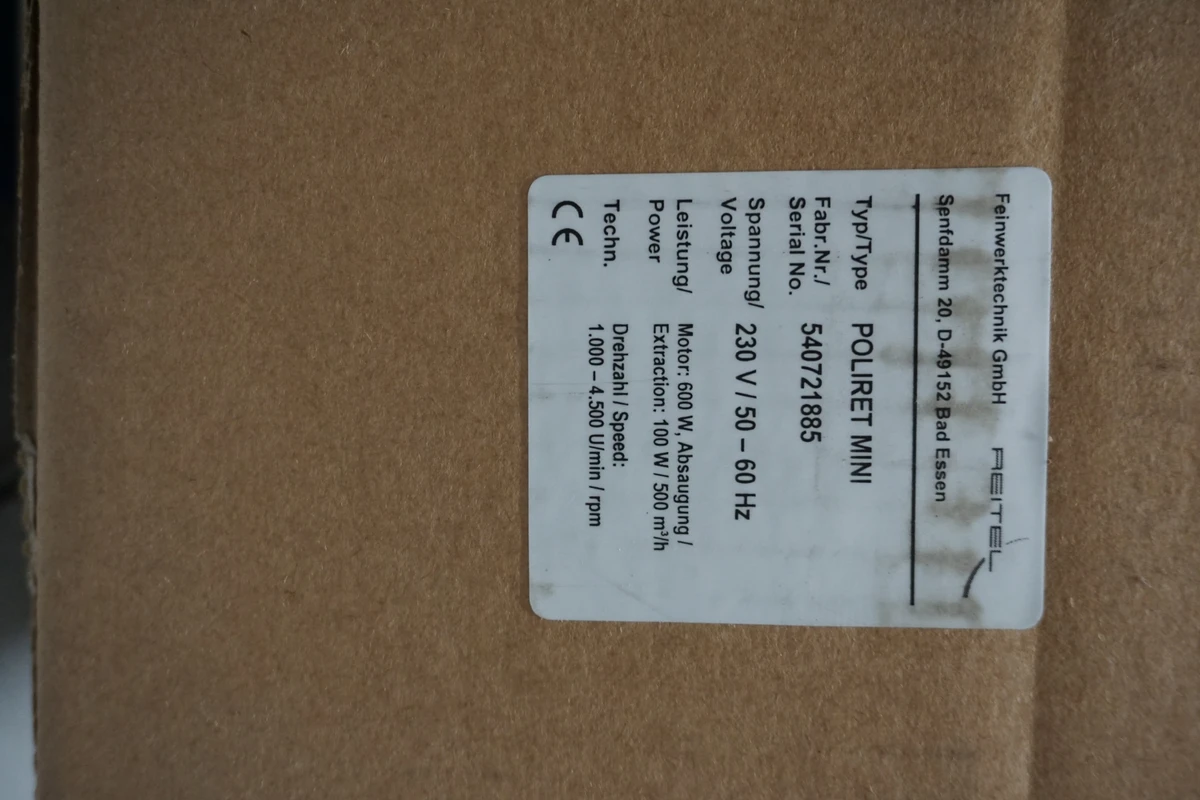 Feinwerktechnik GmbH REITEL
Senfdamm 20, D-49152 Bad Essen
Typ/Type POLIRET MINI
Fabr.Nr./
Serial No. 540721885
Spannung/
Voltage 230 V / 50 – 60 Hz
Leistung/ Motor: 600 W, Absaugung /
Power Extraction: 100 W / 500 m³/h
Techn. Drehzahl / Speed:
1.000 – 4.500 U/min / rpm
CE